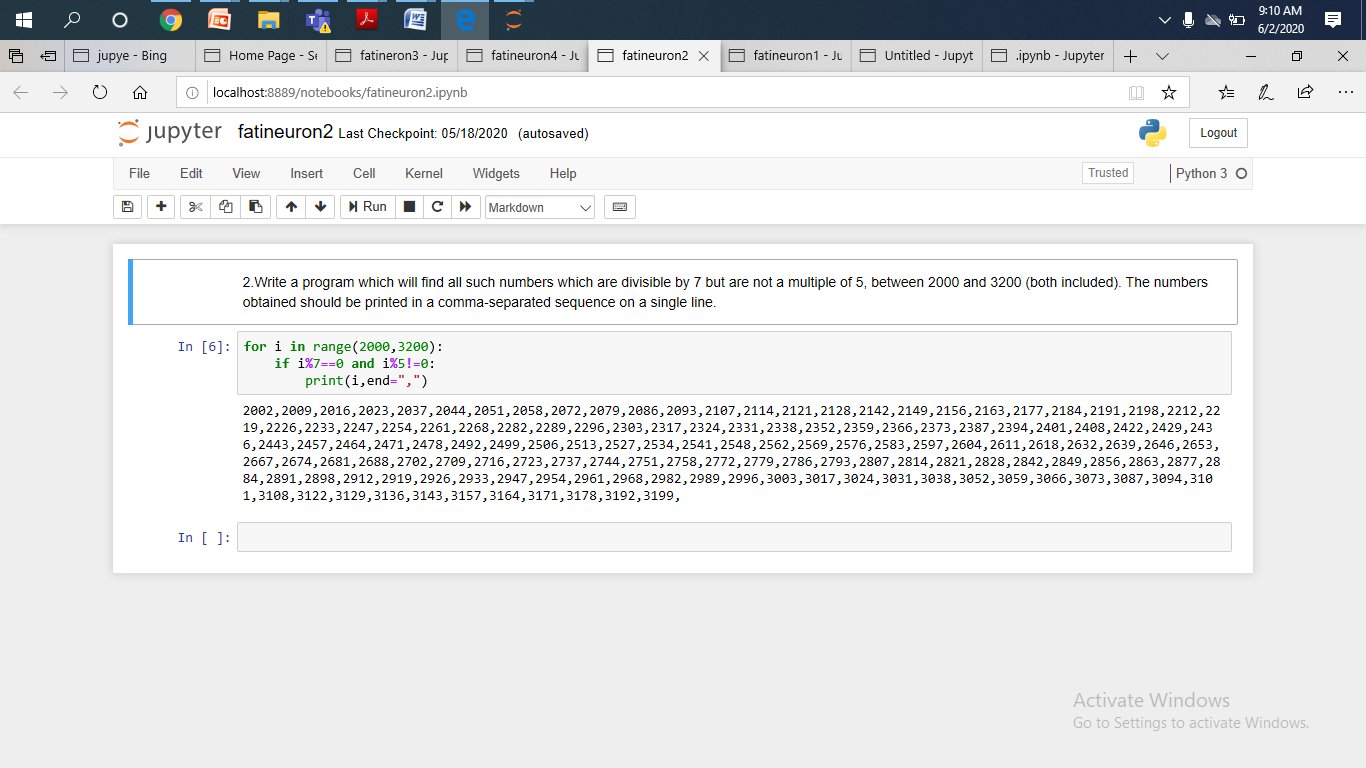 9:10 AM
6/2/2020
jupye - Bing
Home Page - Se
fatineron3 - Jup
fatineuron4 - Ju
fatineuron2
fatineuron1 - Ju
Untitled - Jupyt
.ipynb - Jupyter
localhost:8889/notebooks/fatineuron2.ipynb
jupyter fatineuron2 Last Checkpoint: 05/18/2020 (autosaved)
Logout
File Edit View Insert Cell Kernel Widgets Help
Trusted
Python 3
Run
Markdown
2.Write a program which will find all such numbers which are divisible by 7 but are not a multiple of 5, between 2000 and 3200 (both included). The numbers
obtained should be printed in a comma-separated sequence on a single line.
In [6]: for i in range(2000,3200):
if i%7==0 and i%5!=0:
print(i,end=",")
2002,2009,2016,2023,2037,2044,2051,2058,2072,2079,2086,2093,2107,2114,2121,2128,2142,2149,2156,2163,2177,2184,2191,2198,2212,22
19,2226,2233,2247,2254,2261,2268,2282,2289,2296,2303,2317,2324,2331,2338,2352,2359,2366,2373,2387,2394,2401,2408,2422,2429,243
6,2443,2457,2464,2471,2478,2492,2499,2506,2513,2527,2534,2541,2548,2562,2569,2576,2583,2597,2604,2611,2618,2632,2639,2646,2653,
2667,2674,2681,2688,2702,2709,2716,2723,2737,2744,2751,2758,2772,2779,2786,2793,2807,2814,2821,2828,2842,2849,2856,2863,2877,28
84,2891,2898,2912,2919,2926,2933,2947,2954,2961,2968,2982,2989,2996,3003,3017,3024,3031,3038,3052,3059,3066,3073,3087,3094,310
1,3108,3122,3129,3136,3143,3157,3164,3171,3178,3192,3199,
In [ ]:
Activate Windows
Go to Settings to activate Windows.